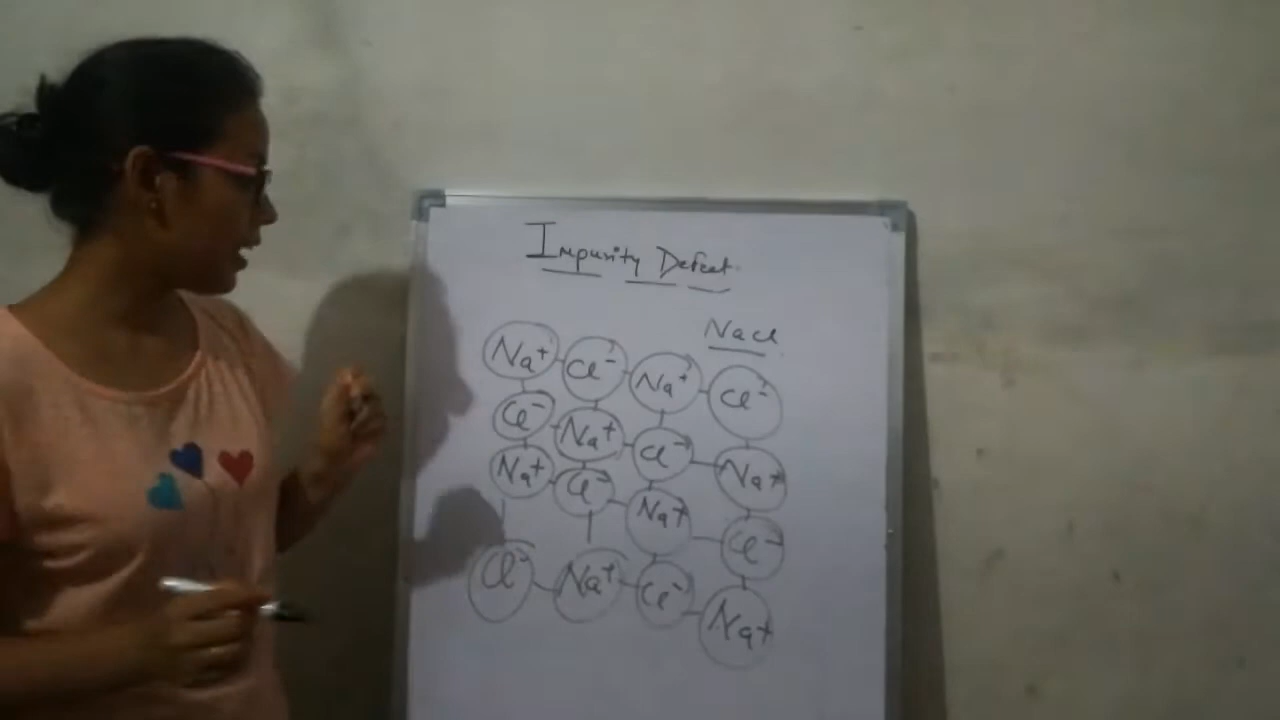 Impurity Defect.
NaCl
Na+ Cl- Na+ Cl-
Cl- Na+ Cl- Na+
Na+ Cl- Na+ Cl-
Cl- Na+ Cl- Na+